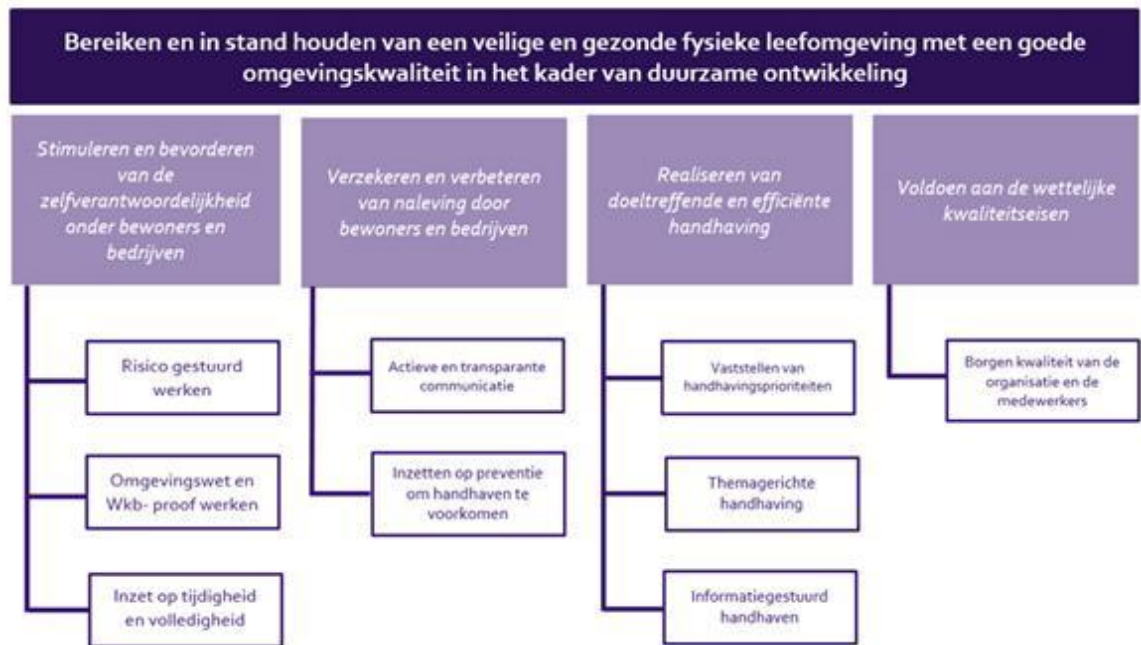 Bereiken en in stand houden van een veilige en gezonde fysieke leefomgeving met een goede
omgevingskwaliteit in het kader van duurzame ontwikkeling
Stimuleren en bevorderen
van de
zelfverantwoordelijkheid
onder bewoners en
bedrijven
Risico gestuurd
werken
Omgevingswet en
Wkb- proof werken
Inzet op tijdigheid
en volledigheid
Verzekeren en verbeteren
van naleving door
bewoners en bedrijven
Actieve en transparante
communicatie
Inzetten op preventie
om handhaven te
voorkomen
Realiseren van
doeltreffende en efficiënte
handhaving
Vaststellen van
handhavingsprioriteiten
Themagerichte
handhaving
Informatiegestuurd
handhaven
Voldoen aan de wettelijke
kwaliteitseisen
Borgen kwaliteit van de
organisatie en de
medewerkers